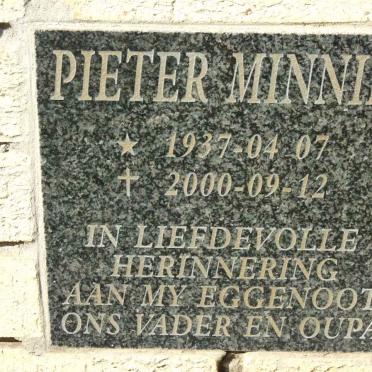 PIETER MINNI
★ 1937-04 07
✝ 2000-09-12
IN LIEFDEVOLLE
HERINNERING
AAN MY EGGENOOT
ONS VADER EN OUPA